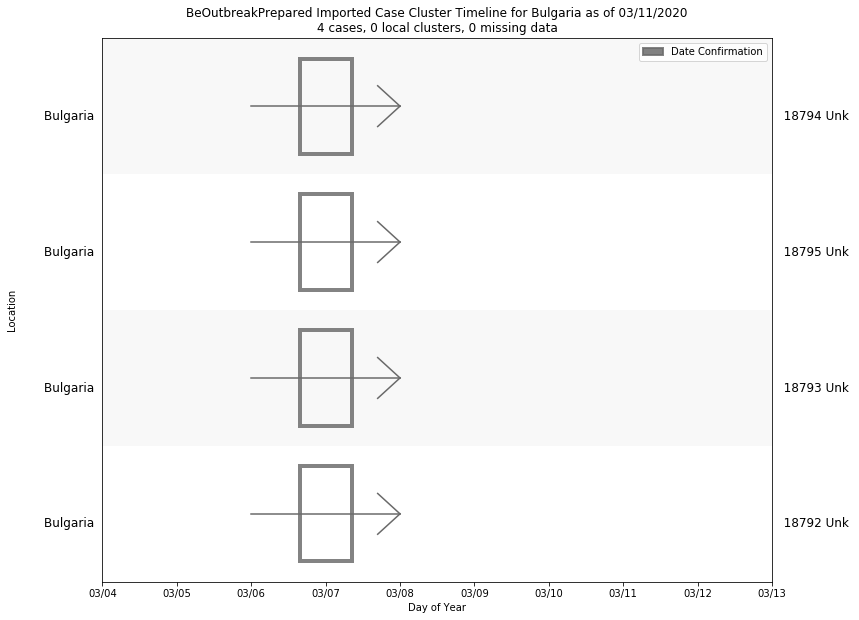 BeOutbreakPrepared Imported Case Cluster Timeline for Bulgaria as of 03/11/2020
4 cases, 0 local clusters, 0 missing data
Date Confirmation
Bulgaria 18794 Unk
Bulgaria 18795 Unk
Location
Bulgaria 18793 Unk
Bulgaria 18792 Unk
03/04 03/05 03/06 03/07 03/08 03/09 03/10 03/11 03/12 03/13
Day of Year